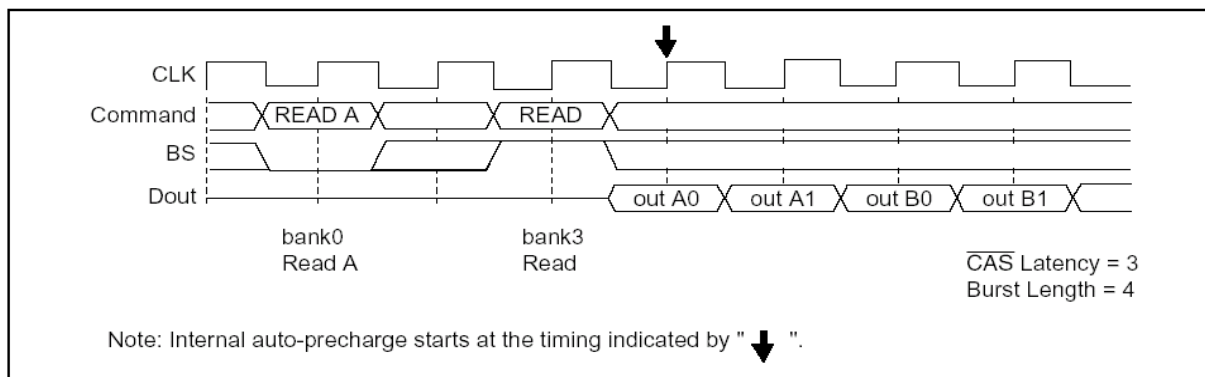 CLK
Command
READ A
READ
BS
Dout
out A0
out A1
out B0
out B1
bank0
Read A
bank3
Read
CAS Latency = 3
Burst Length = 4
Note: Internal auto-precharge starts at the timing indicated by " ".